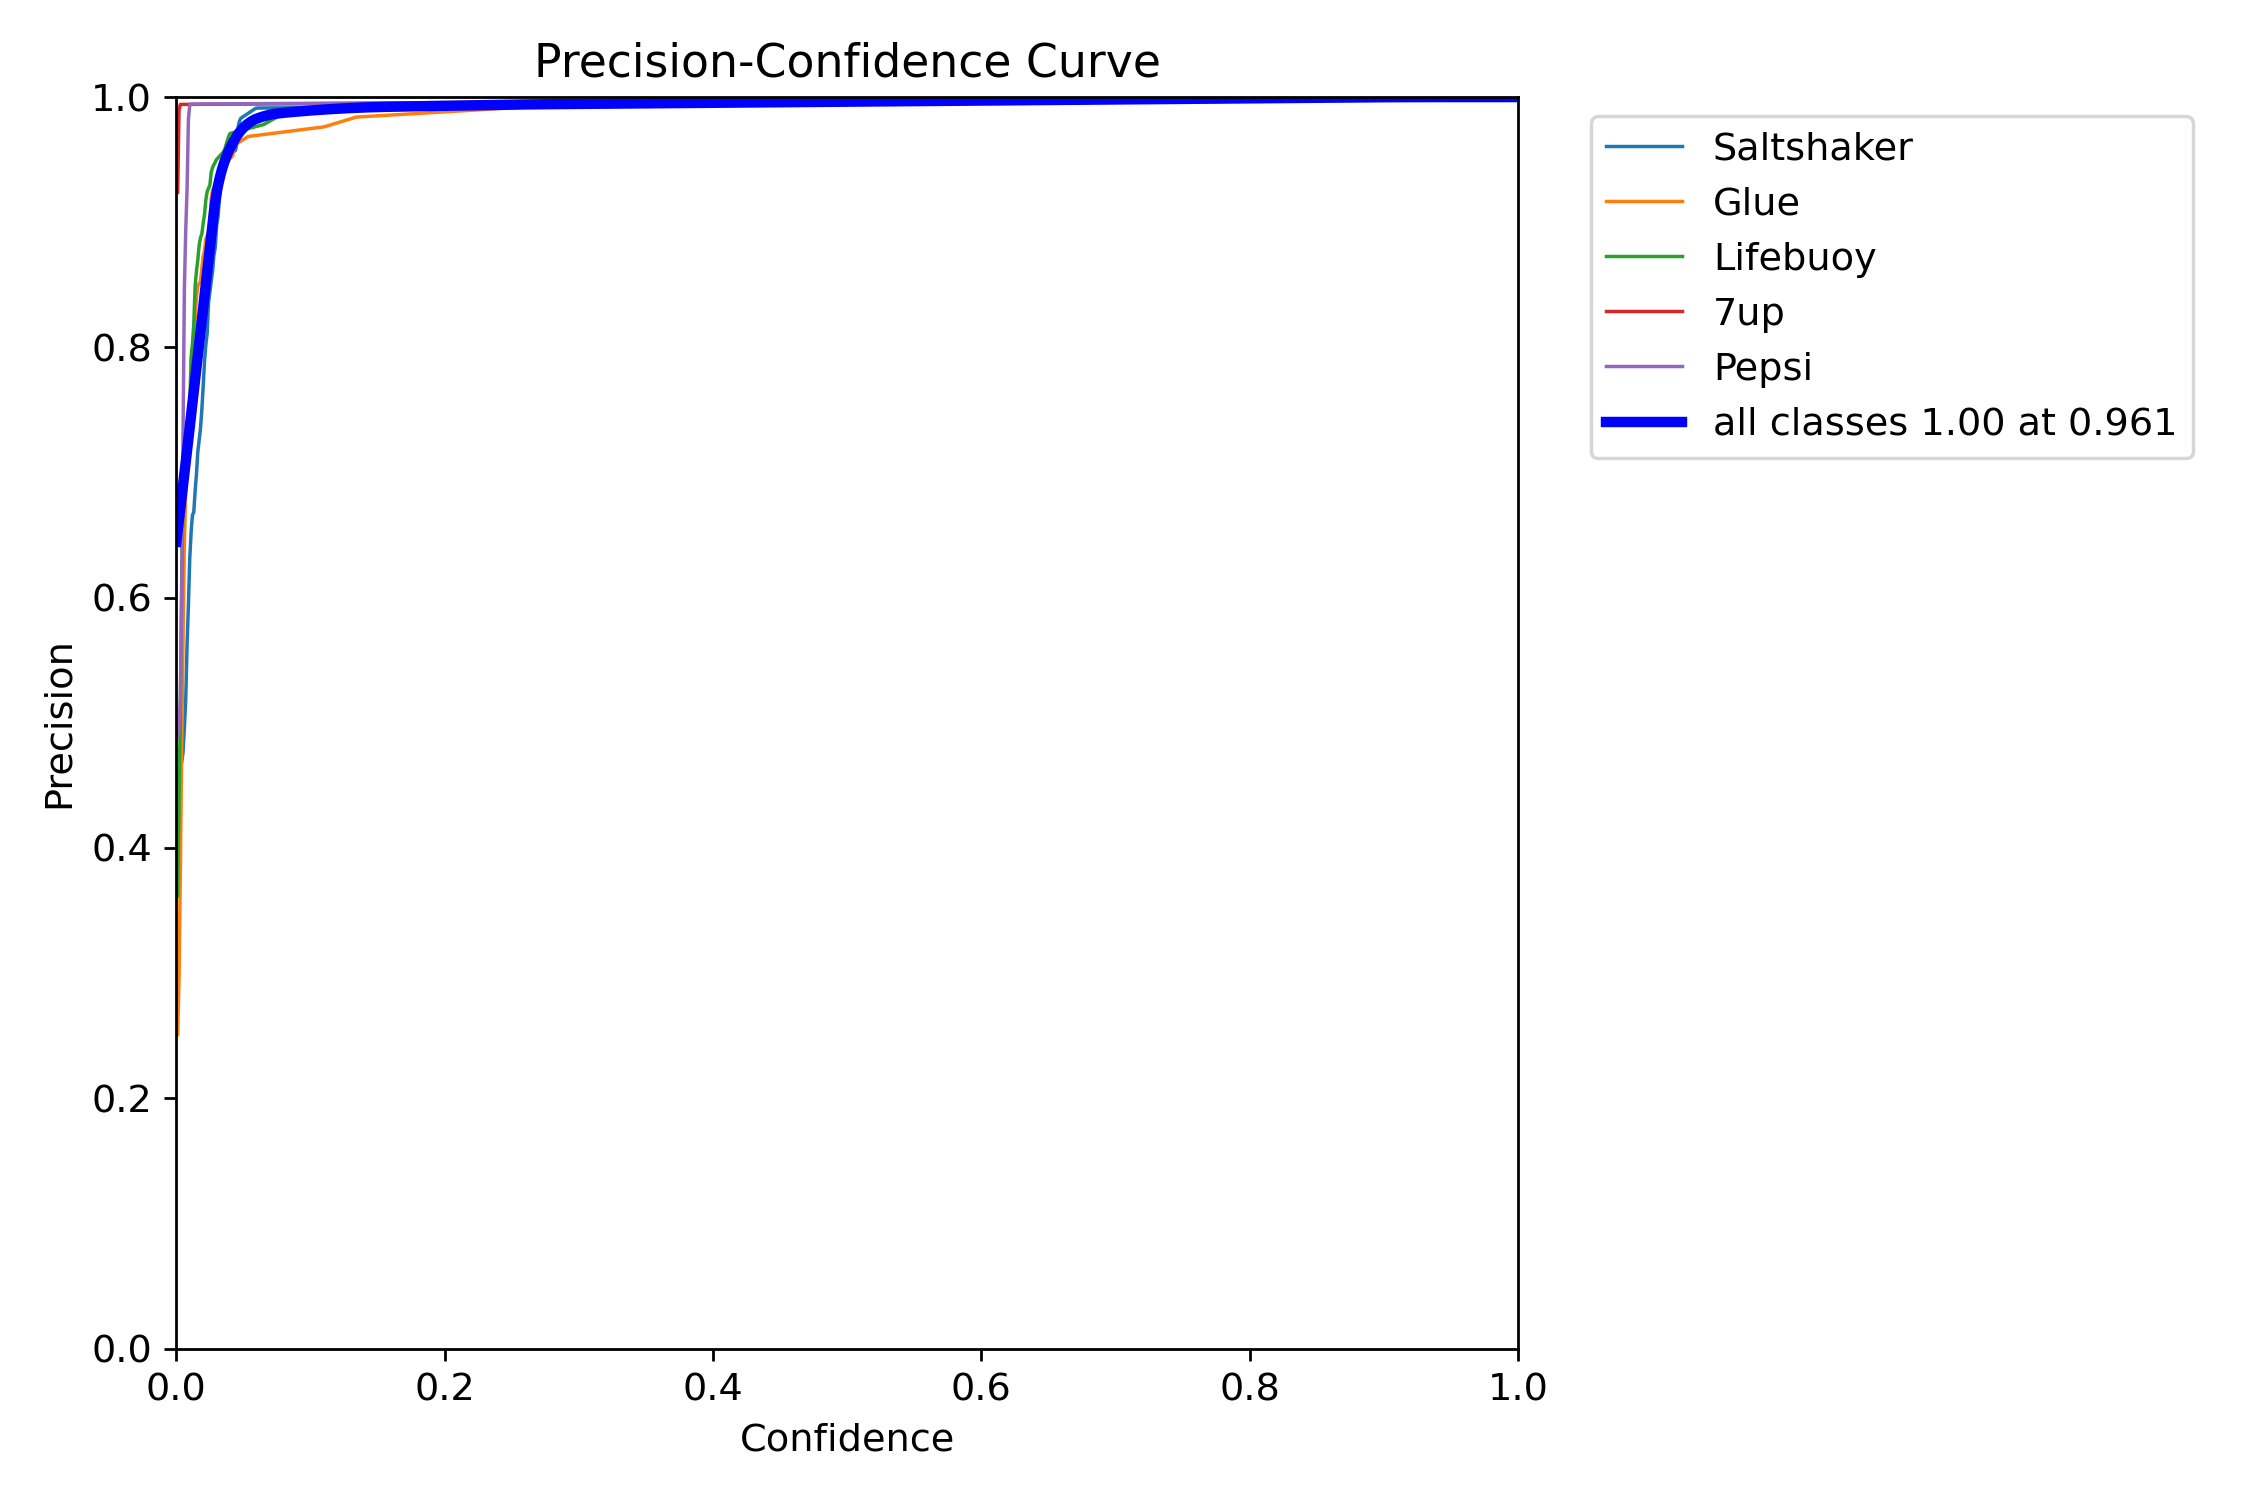 Precision-Confidence Curve
1.0
0.8
0.6
0.4
0.2
0.0
Precision
0.0 0.2 0.4 0.6 0.8 1.0
Confidence
Saltshaker
Glue
Lifebuoy
7up
Pepsi
all classes 1.00 at 0.961